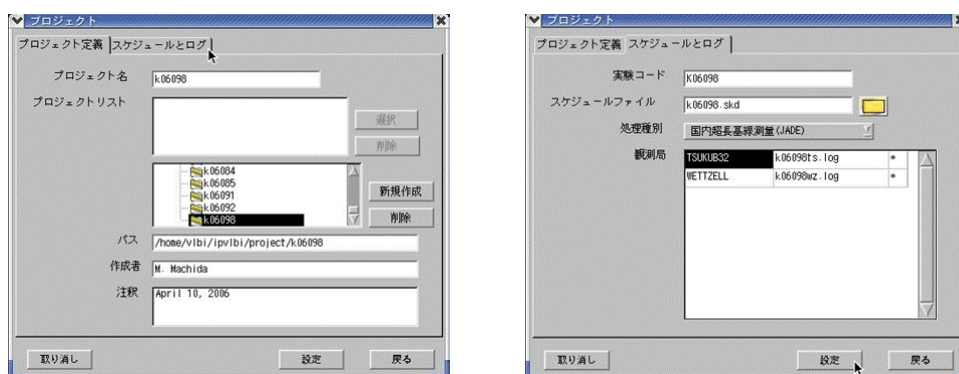 プロジェクト
プロジェクト定義 スケジュールとログ
プロジェクト名 k06098
プロジェクトリスト
選択
削除
k06084
k06085
k06091
k06092
k06098
新規作成
削除
パス /home/vlbi/ipvlbi/project/k06098
作成者 M. Machida
注釈 April 10, 2006
取り消し 設定 戻る
プロジェクト
プロジェクト定義 スケジュールとログ
実験コード K06098
スケジュールファイル k06098.skd
処理種別 国内超長基線測量(JADE)
観測局 TSUKUB32 k06098ts.log *
WETTZELL k06098wz.log *
取り消し 設定 戻る